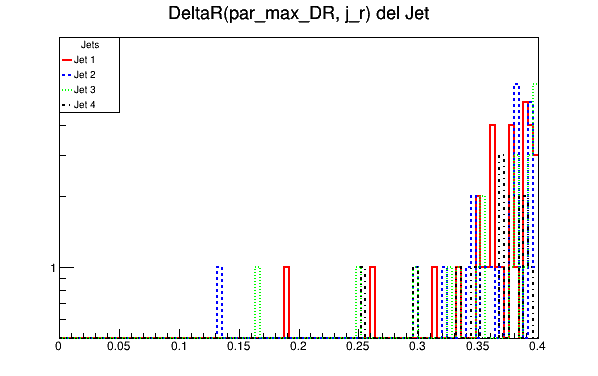 DeltaR(par_max_DR, j_r) del Jet
Jets
Jet 1
Jet 2
Jet 3
Jet 4
1
0 0.05 0.1 0.15 0.2 0.25 0.3 0.35 0.4